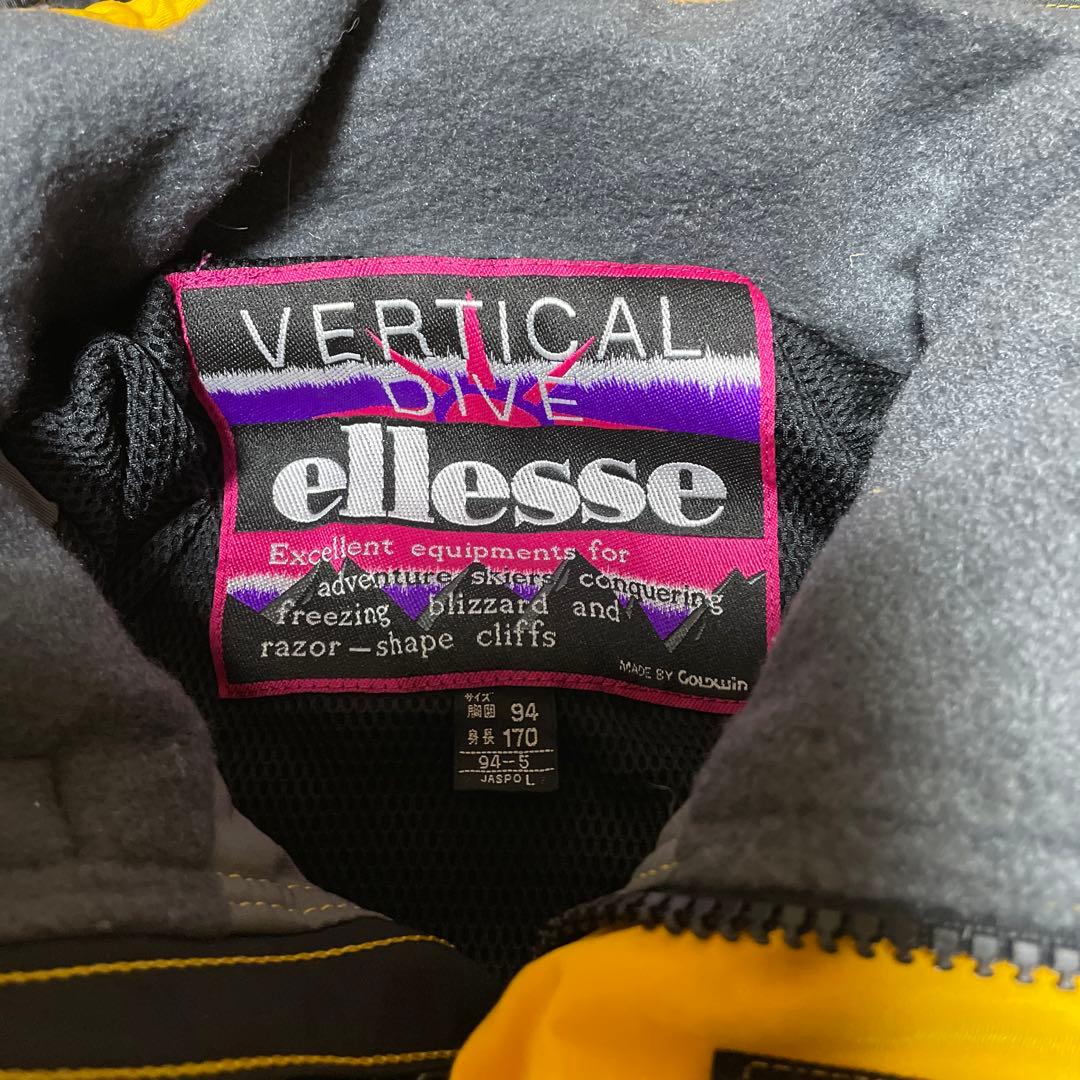 VERTICAL
DIVE
ellesse
Excellent equipments for
adventure skiers conquering
freezing blizzard and
razor—shape cliffs
MADE BY GOLDWIN
サイズ
胸囲 94
身長 170
94-5
JASPO L